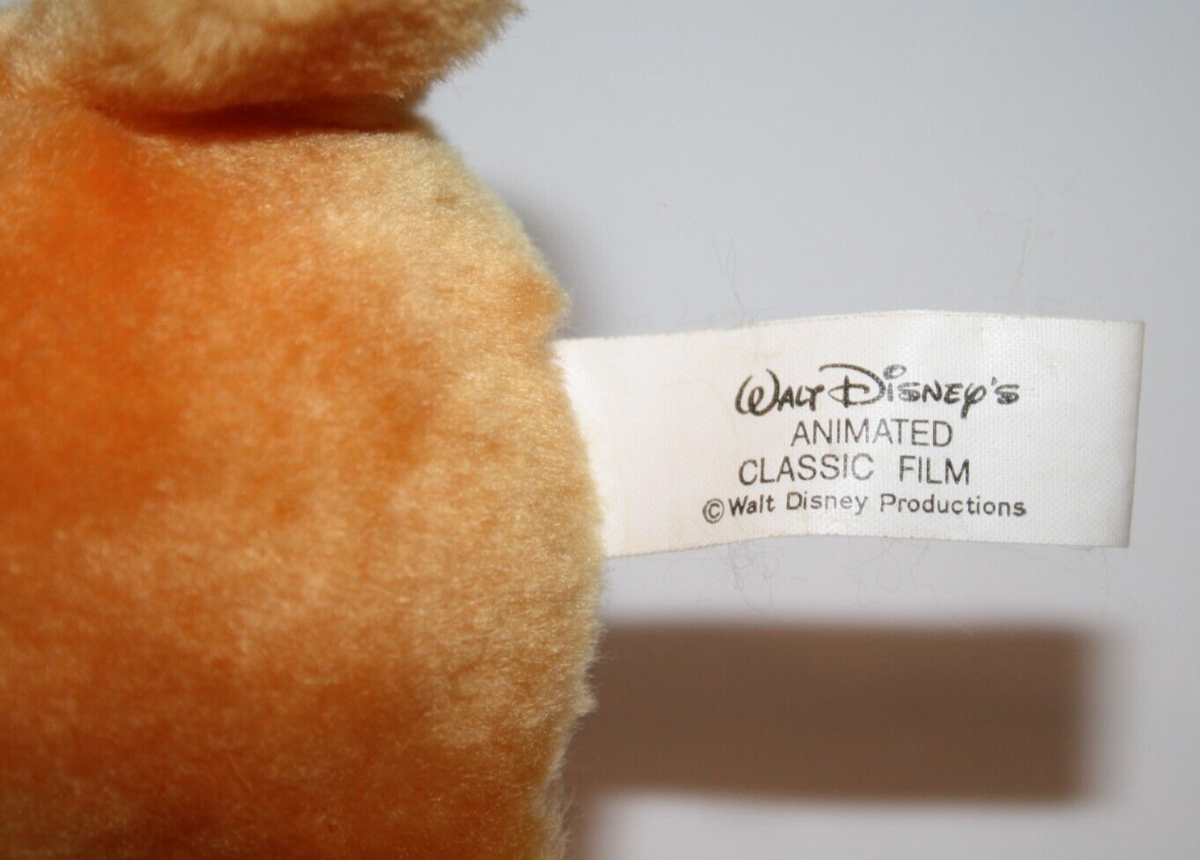 Walt Disney's
ANIMATED
CLASSIC FILM
©Walt Disney Productions